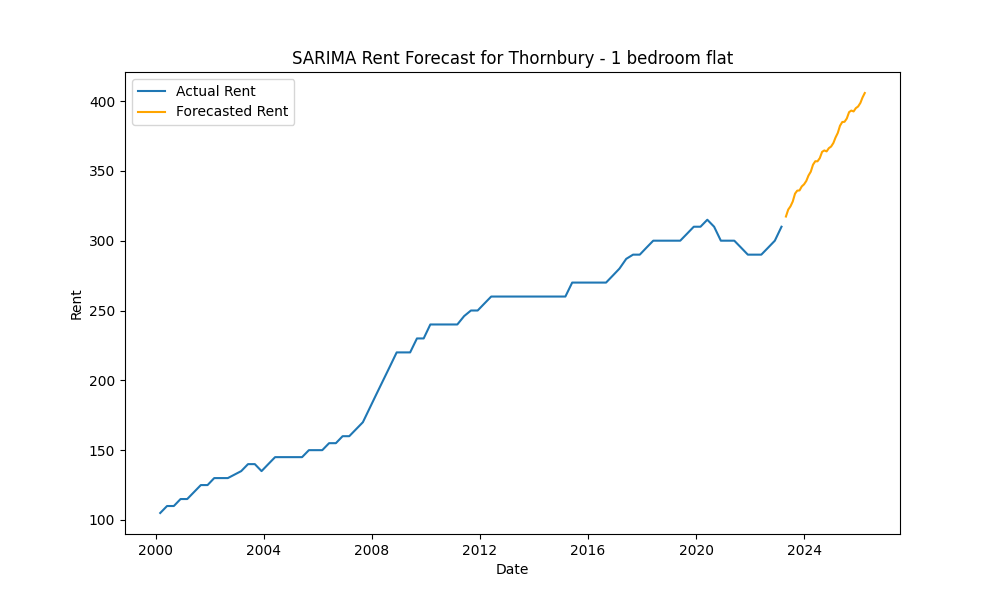 SARIMA Rent Forecast for Thornbury - 1 bedroom flat
Actual Rent
Forecasted Rent
Rent
400
350
300
250
200
150
100
2000 2004 2008 2012 2016 2020 2024
Date